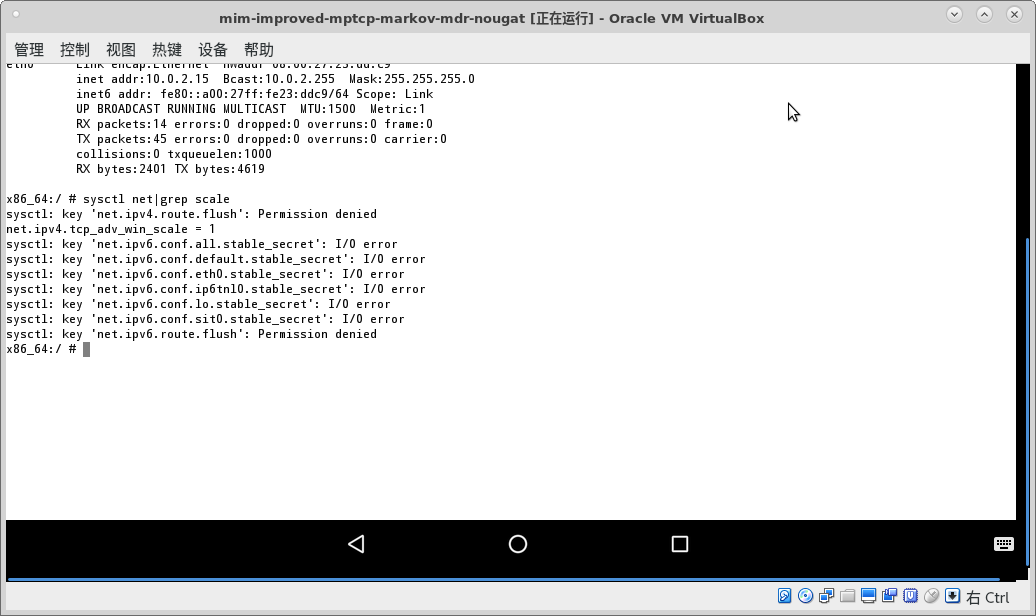 mim-improved-mptcp-markov-mdr-nougat [正在运行] - Oracle VM VirtualBox
管理 控制 视图 热键 设备 帮助
eth0 Link encap:Ethernet HWaddr
inet addr:10.0.2.15 Bcast:10.0.2.255 Mask:255.255.255.0
inet6 addr: fe80::a00:27ff:fe23:ddc9/64 Scope: Link
UP BROADCAST RUNNING MULTICAST MTU:1500 Metric:1
RX packets:14 errors:0 dropped:0 overruns:0 frame:0
TX packets:45 errors:0 dropped:0 overruns:0 carrier:0
collisions:0 txqueuelen:1000
RX bytes:2401 TX bytes:4619
x86_64:/ # sysctl net|grep scale
sysctl: key 'net.ipv4.route.flush': Permission denied
net.ipv4.tcp_adv_win_scale = 1
sysctl: key 'net.ipv6.conf.all.stable_secret': I/O error
sysctl: key 'net.ipv6.conf.default.stable_secret': I/O error
sysctl: key 'net.ipv6.conf.eth0.stable_secret': I/O error
sysctl: key 'net.ipv6.conf.ip6tnl0.stable_secret': I/O error
sysctl: key 'net.ipv6.conf.lo.stable_secret': I/O error
sysctl: key 'net.ipv6.conf.sit0.stable_secret': I/O error
sysctl: key 'net.ipv6.route.flush': Permission denied
x86_64:/ #
右 Ctrl